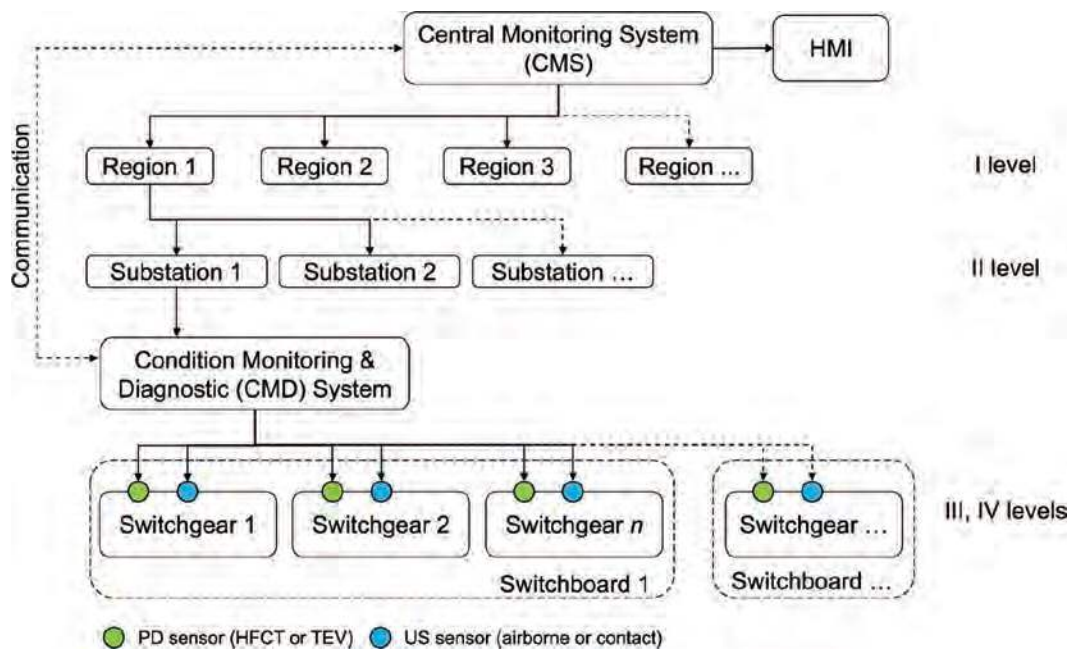 Central Monitoring System
(CMS)
HMI
Communication
Region 1
Region 2
Region 3
Region ...
I level
Substation 1
Substation 2
Substation ...
II level
Condition Monitoring &
Diagnostic (CMD) System
Switchgear 1
Switchgear 2
Switchgear n
Switchgear ...
III, IV levels
Switchboard 1
Switchboard ...
PD sensor (HFCT or TEV)
US sensor (airborne or contact)